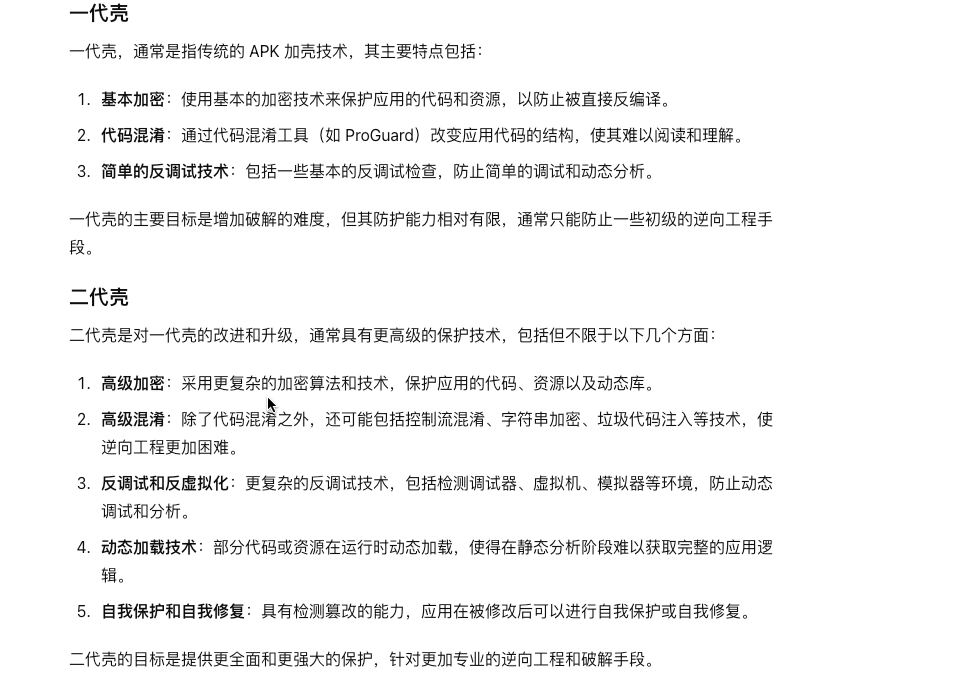 一代壳
一代壳，通常是指传统的 APK 加壳技术，其主要特点包括：
1. 基本加密：使用基本的加密技术来保护应用的代码和资源，以防止被直接反编译。
2. 代码混淆：通过代码混淆工具（如 ProGuard）改变应用代码的结构，使其难以阅读和理解。
3. 简单的反调试技术：包括一些基本的反调试检查，防止简单的调试和动态分析。
一代壳的主要目标是增加破解的难度，但其防护能力相对有限，通常只能防止一些初级的逆向工程手
段。
二代壳
二代壳是对一代壳的改进和升级，通常具有更高级的保护技术，包括但不限于以下几个方面：
1. 高级加密：采用更复杂的加密算法和技术，保护应用的代码、资源以及动态库。
2. 高级混淆：除了代码混淆之外，还可能包括控制流混淆、字符串加密、垃圾代码注入等技术，使
逆向工程更加困难。
3. 反调试和反虚拟化：更复杂的反调试技术，包括检测调试器、虚拟机、模拟器等环境，防止动态
调试和分析。
4. 动态加载技术：部分代码或资源在运行时动态加载，使得在静态分析阶段难以获取完整的应用逻
辑。
5. 自我保护和自我修复：具有检测篡改的能力，应用在被修改后可以进行自我保护或自我修复。
二代壳的目标是提供更全面和更强大的保护，针对更加专业的逆向工程和破解手段。